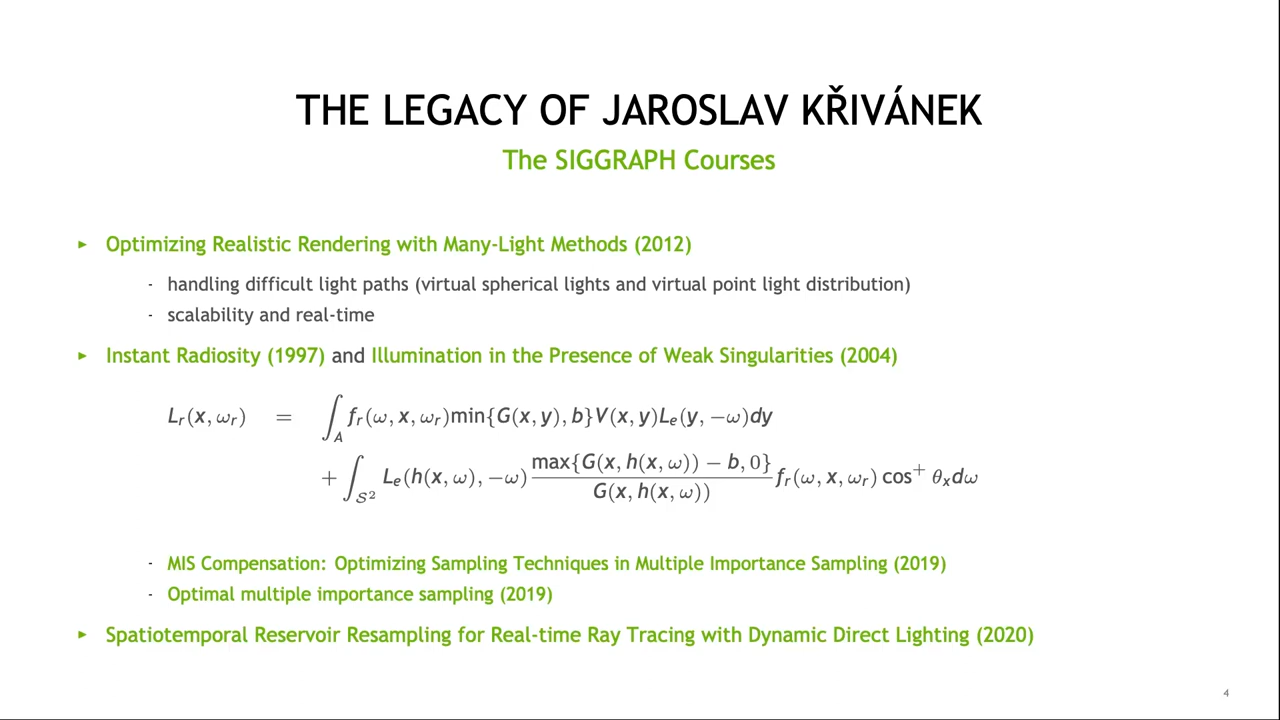 THE LEGACY OF JAROSLAV KŘIVÁNEK
The SIGGRAPH Courses
▸ Optimizing Realistic Rendering with Many-Light Methods (2012)
- handling difficult light paths (virtual spherical lights and virtual point light distribution)
- scalability and real-time
▸ Instant Radiosity (1997) and Illumination in the Presence of Weak Singularities (2004)
L_r(x, ω_r) = ∫_A f_r(ω, x, ω_r)min{G(x, y), b}V(x, y)L_e(y, −ω)dy
+ ∫_{S²} L_e(h(x, ω), −ω) max{G(x, h(x, ω)) − b, 0} / G(x, h(x, ω)) f_r(ω, x, ω_r) cos⁺ θ_x dω
- MIS Compensation: Optimizing Sampling Techniques in Multiple Importance Sampling (2019)
- Optimal multiple importance sampling (2019)
▸ Spatiotemporal Reservoir Resampling for Real-time Ray Tracing with Dynamic Direct Lighting (2020)
4